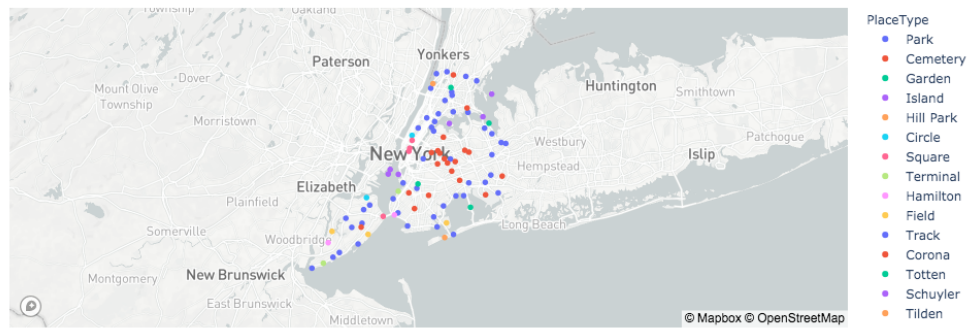 Township
Oakland
Yonkers
Paterson
Dover
Mount Olive
Township
Huntington
Smithtown
Morristown
Patchogue
New York
Westbury
Islip
Hempstead
Elizabeth
Plainfield
Long Beach
Somerville
Woodbridge
New Brunswick
Montgomery
East Brunswick
Middletown
© Mapbox © OpenStreetMap
PlaceType
Park
Cemetery
Garden
Island
Hill Park
Circle
Square
Terminal
Hamilton
Field
Track
Corona
Totten
Schuyler
Tilden